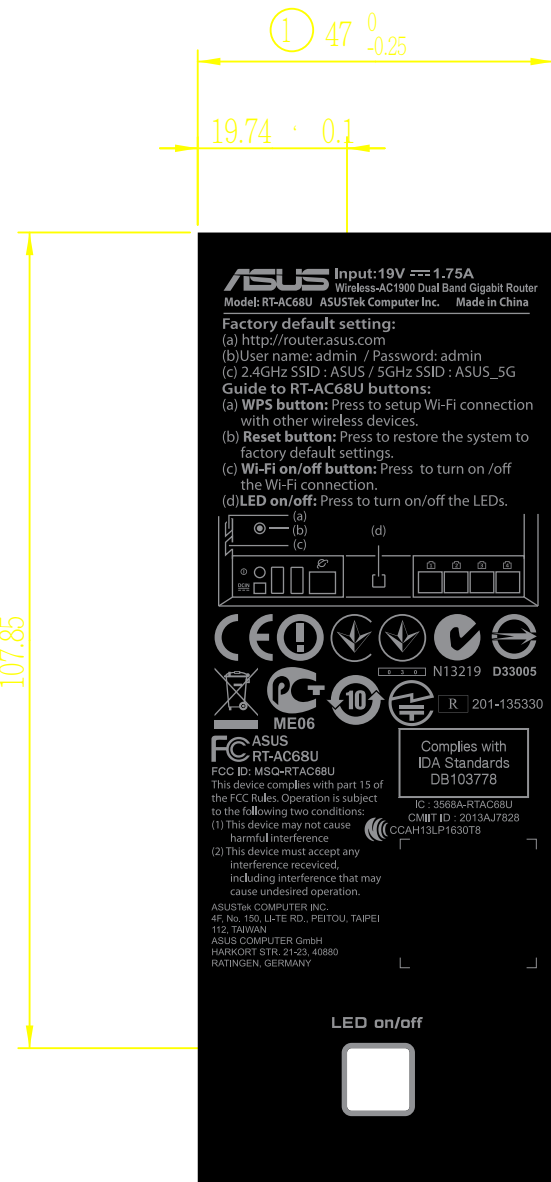 1 47 0 -0.25
19.74 · 0.1
107.85
ASUS Input:19V 1.75A
Wireless-AC1900 Dual Band Gigabit Router
Model: RT-AC68U ASUSTek Computer Inc. Made in China
Factory default setting:
(a) http://router.asus.com
(b)User name: admin / Password: admin
(c) 2.4GHz SSID : ASUS / 5GHz SSID : ASUS_5G
Guide to RT-AC68U buttons:
(a) WPS button: Press to setup Wi-Fi connection
with other wireless devices.
(b) Reset button: Press to restore the system to
factory default settings.
(c) Wi-Fi on/off button: Press to turn on /off
the Wi-Fi connection.
(d)LED on/off: Press to turn on/off the LEDs.
(a)
(b) (d)
(c)
1 2 3 4
DCIN
CE
0 3 0 N13219 D33005
10
ME06
R 201-135330
FC ASUS
RT-AC68U
FCC ID: MSQ-RTAC68U
This device complies with part 15 of
the FCC Rules. Operation is subject
to the following two conditions:
(1) This device may not cause
harmful interference
(2) This device must accept any
interference receviced,
including interference that may
cause undesired operation.
Complies with
IDA Standards
DB103778
IC : 3568A-RTAC68U
CMIIT ID : 2013AJ7828
CCAH13LP1630T8
ASUSTek COMPUTER INC.
4F, No. 150, LI-TE RD., PEITOU, TAIPEI
112, TAIWAN
ASUS COMPUTER GmbH
HARKORT STR. 21-23, 40880
RATINGEN, GERMANY
LED on/off